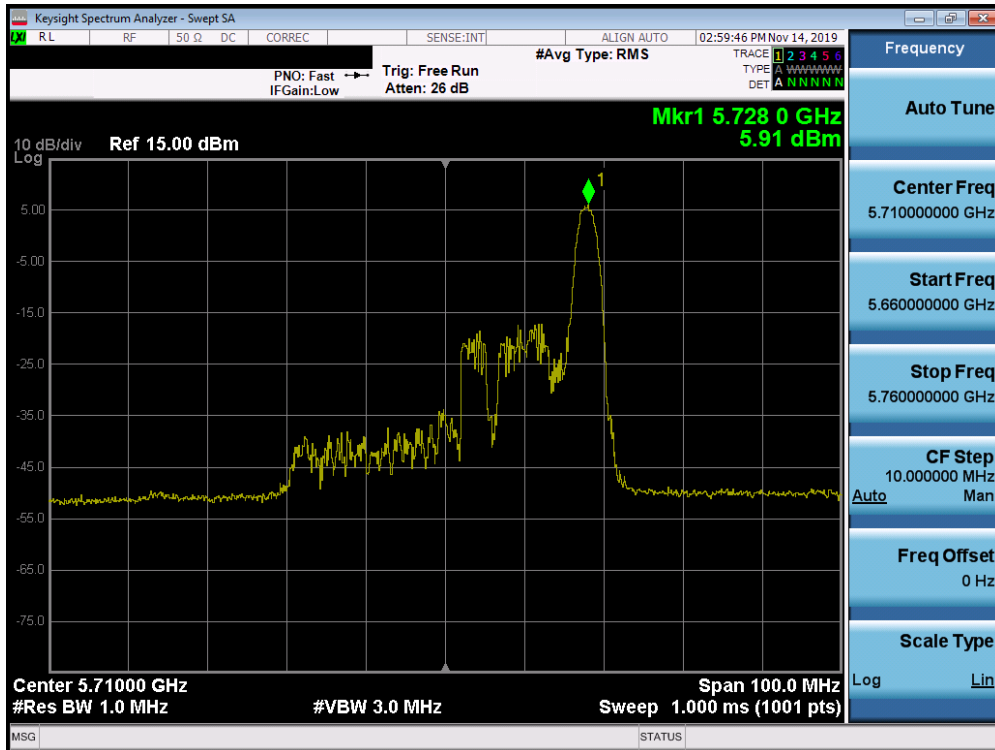 Keysight Spectrum Analyzer - Swept SA
LXI RL RF 50 Ω DC CORREC SENSE:INT ALIGN AUTO 02:59:46 PM Nov 14, 2019
#Avg Type: RMS TRACE 1 2 3 4 5 6
PNO: Fast Trig: Free Run TYPE A WWWWW
IFGain:Low Atten: 26 dB DET A N N N N N
Mkr1 5.728 0 GHz
5.91 dBm
10 dB/div Ref 15.00 dBm
Log
1
5.00
-5.00
-15.0
-25.0
-35.0
-45.0
-55.0
-65.0
-75.0
Center 5.71000 GHz Span 100.0 MHz
#Res BW 1.0 MHz #VBW 3.0 MHz Sweep 1.000 ms (1001 pts)
MSG STATUS
Frequency
Auto Tune
Center Freq
5.710000000 GHz
Start Freq
5.660000000 GHz
Stop Freq
5.760000000 GHz
CF Step
10.000000 MHz
Auto Man
Freq Offset
0 Hz
Scale Type
Log Lin